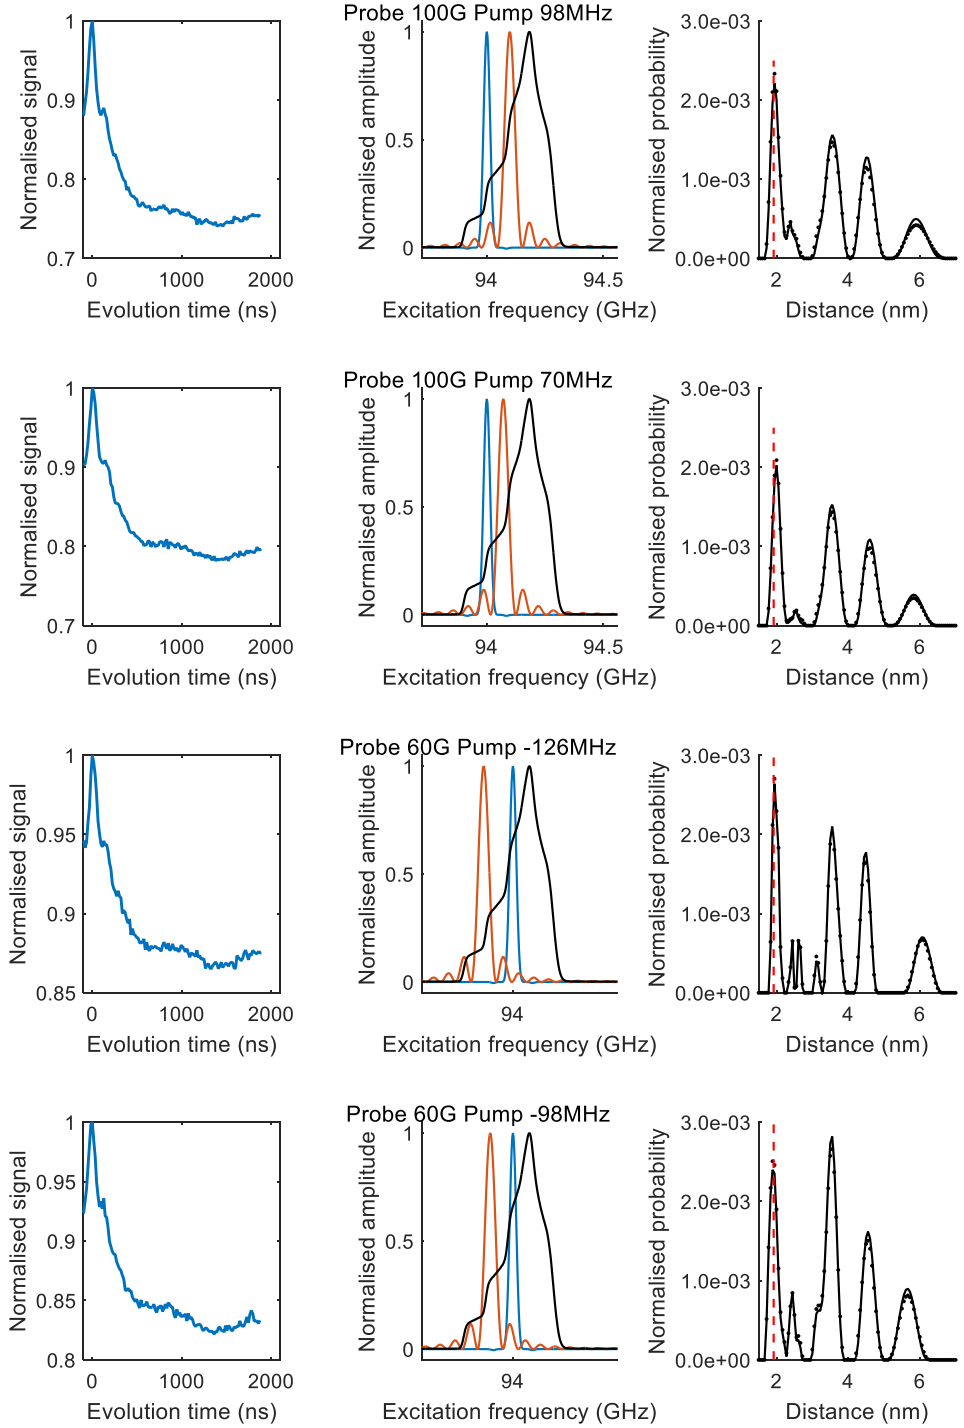 Probe 100G Pump 98MHz
Normalised signal
1
0.9
0.8
0.7
0 1000 2000
Evolution time (ns)
Normalised amplitude
1
0.5
0
94 94.5
Excitation frequency (GHz)
Normalised probability
3.0e-03
2.0e-03
1.0e-03
0.0e+00
2 4 6
Distance (nm)
Probe 100G Pump 70MHz
Normalised signal
1
0.9
0.8
0.7
0 1000 2000
Evolution time (ns)
Normalised amplitude
1
0.5
0
94 94.5
Excitation frequency (GHz)
Normalised probability
3.0e-03
2.0e-03
1.0e-03
0.0e+00
2 4 6
Distance (nm)
Probe 60G Pump -126MHz
Normalised signal
1
0.95
0.9
0.85
0 1000 2000
Evolution time (ns)
Normalised amplitude
1
0.5
0
94
Excitation frequency (GHz)
Normalised probability
3.0e-03
2.0e-03
1.0e-03
0.0e+00
2 4 6
Distance (nm)
Probe 60G Pump -98MHz
Normalised signal
1
0.95
0.9
0.85
0.8
0 1000 2000
Evolution time (ns)
Normalised amplitude
1
0.5
0
94
Excitation frequency (GHz)
Normalised probability
3.0e-03
2.0e-03
1.0e-03
0.0e+00
2 4 6
Distance (nm)